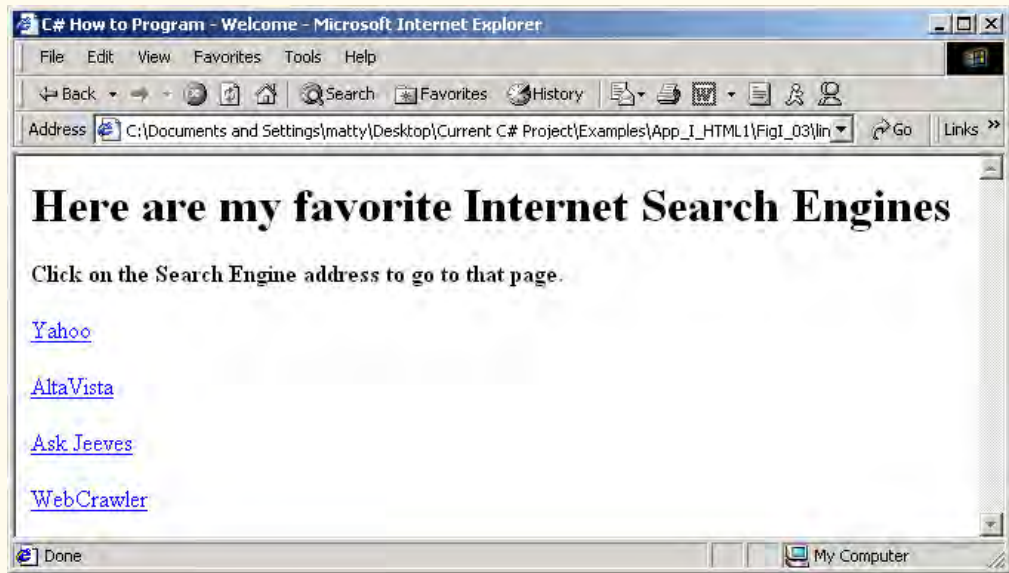 C# How to Program - Welcome - Microsoft Internet Explorer
File Edit View Favorites Tools Help
Back Search Favorites History
Address C:\Documents and Settings\matty\Desktop\Current C# Project\Examples\App_I_HTML1\FigI_03\lin Go Links »
Here are my favorite Internet Search Engines
Click on the Search Engine address to go to that page.
Yahoo
AltaVista
Ask Jeeves
WebCrawler
Done My Computer